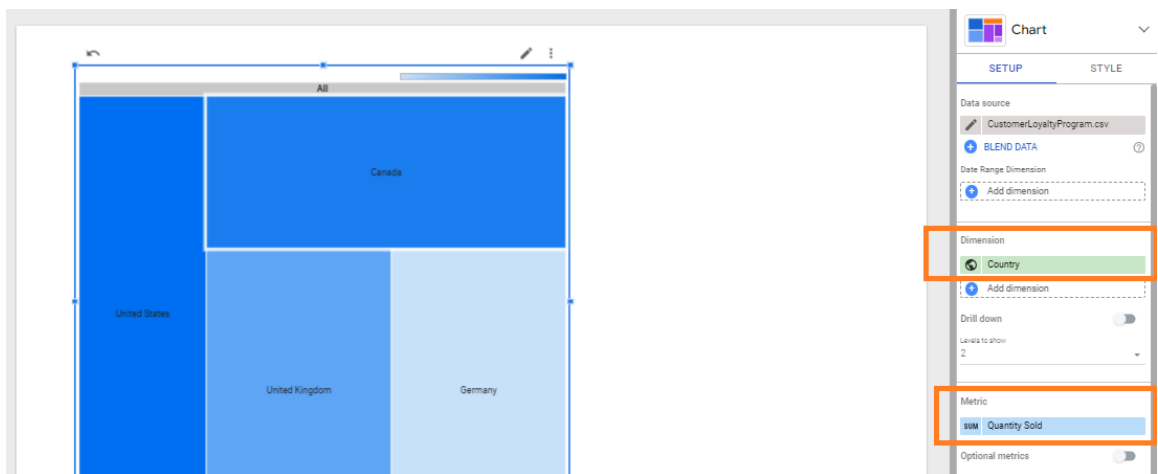 All
Canada
United States
United Kingdom
Germany
Chart
SETUP STYLE
Data source
CustomerLoyaltyProgram.csv
BLEND DATA
Date Range Dimension
Add dimension
Dimension
Country
Add dimension
Drill down
Levels to show
2
Metric
SUM Quantity Sold
Optional metrics